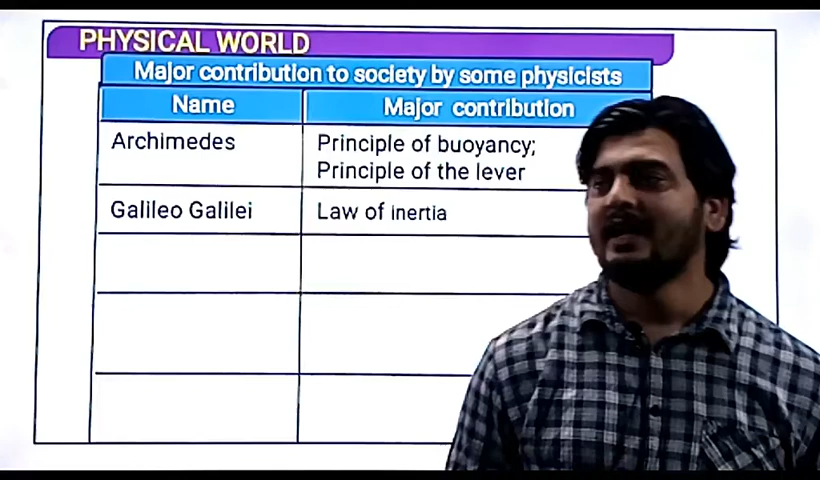 PHYSICAL WORLD
Major contribution to society by some physicists
Name
Major contribution
Archimedes
Principle of buoyancy;
Principle of the lever
Galileo Galilei
Law of inertia